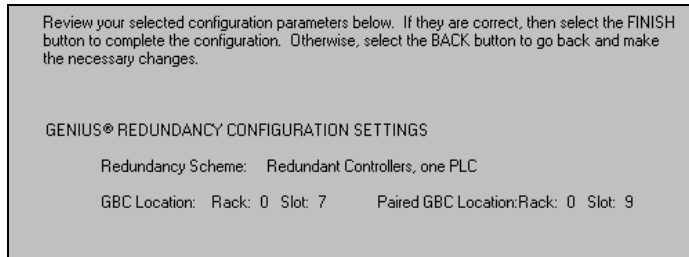 Review your selected configuration parameters below.  If they are correct, then select the FINISH
button to complete the configuration.  Otherwise, select the BACK button to go back and make
the necessary changes.
GENIUS® REDUNDANCY CONFIGURATION SETTINGS
Redundancy Scheme:   Redundant Controllers, one PLC
GBC Location:   Rack:  0   Slot:  7   Paired GBC Location:Rack:  0   Slot:  9